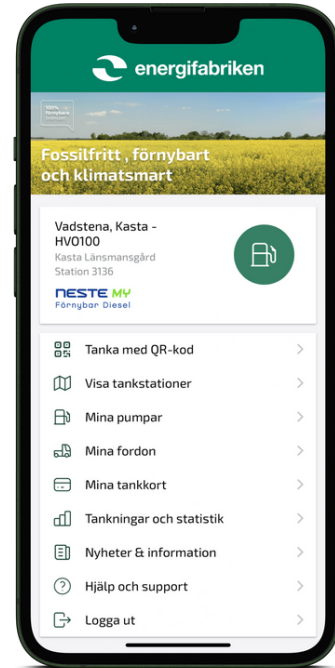 energifabriken
100%
förnybara
Fossilfritt, förnybart
och klimatsmart
Vadstena, Kasta -
HVO100
Kasta Länsmansgård
Station 3136
NESTE MY
Förnybar Diesel
Tanka med QR-kod
Visa tankstationer
Mina pumpar
Mina fordon
Mina tankkort
Tankningar och statistik
Nyheter & information
Hjälp och support
Logga ut